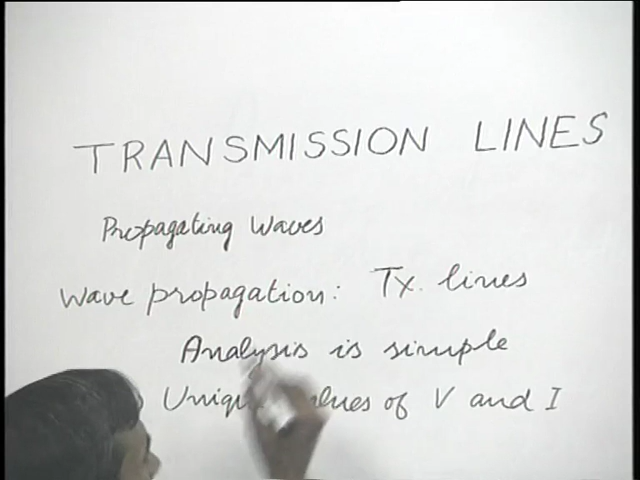 TRANSMISSION LINES
Propagating Waves
Wave propagation: Tx. lines
Analysis is simple
of V and I